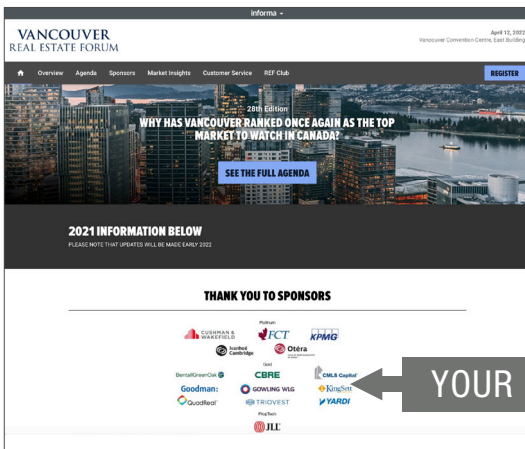 informa
VANCOUVER
REAL ESTATE FORUM
April 12, 2022
Vancouver Convention Centre, East Building
Overview Agenda Sponsors Market Insights Customer Service REF Club
REGISTER
28th Edition
WHY HAS VANCOUVER RANKED ONCE AGAIN AS THE TOP
MARKET TO WATCH IN CANADA?
SEE THE FULL AGENDA
2021 INFORMATION BELOW
PLEASE NOTE THAT UPDATES WILL BE MADE EARLY 2022
THANK YOU TO SPONSORS
Platinum
CUSHMAN &
WAKEFIELD
FCT
KPMG
Ivanhoé
Cambridge
Otéra
Gold
BentallGreenOak
CBRE
CMLS Capital
Goodman:
GOWLING WLG
KingSett
QuadReal
TRIOVEST
YARDI
PropTech
JLL
YOUR